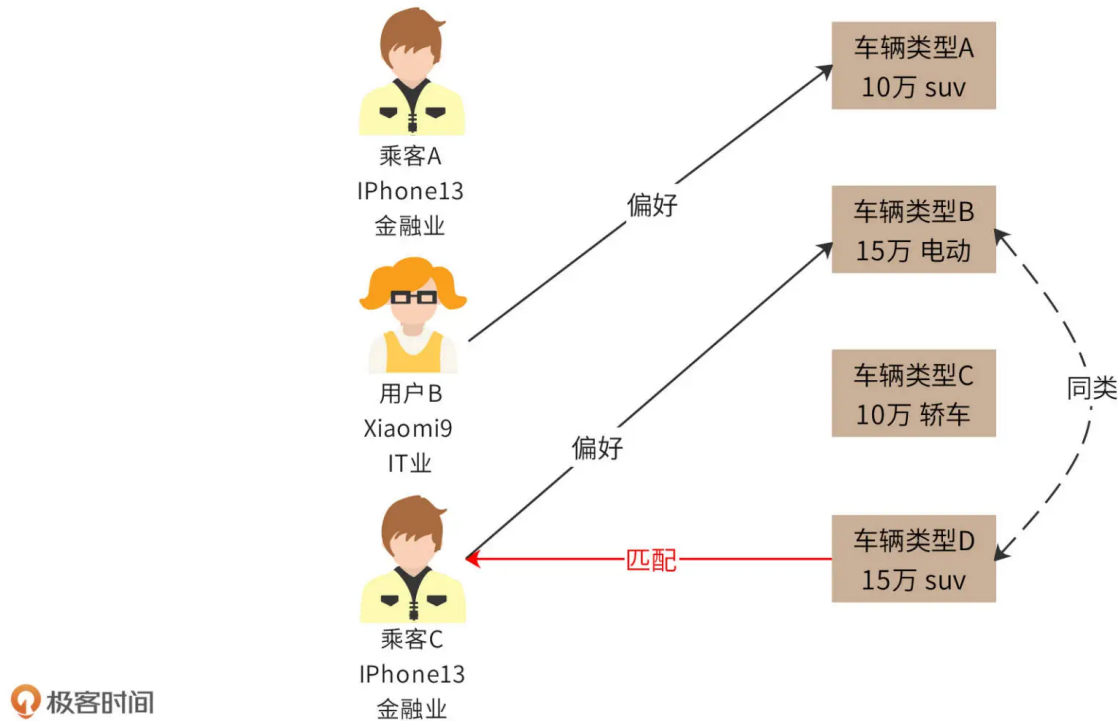 乘客A
IPhone13
金融业
用户B
Xiaomi9
IT业
乘客C
IPhone13
金融业
偏好
偏好
匹配
车辆类型A
10万 suv
车辆类型B
15万 电动
车辆类型C
10万 轿车
车辆类型D
15万 suv
同类
极客时间